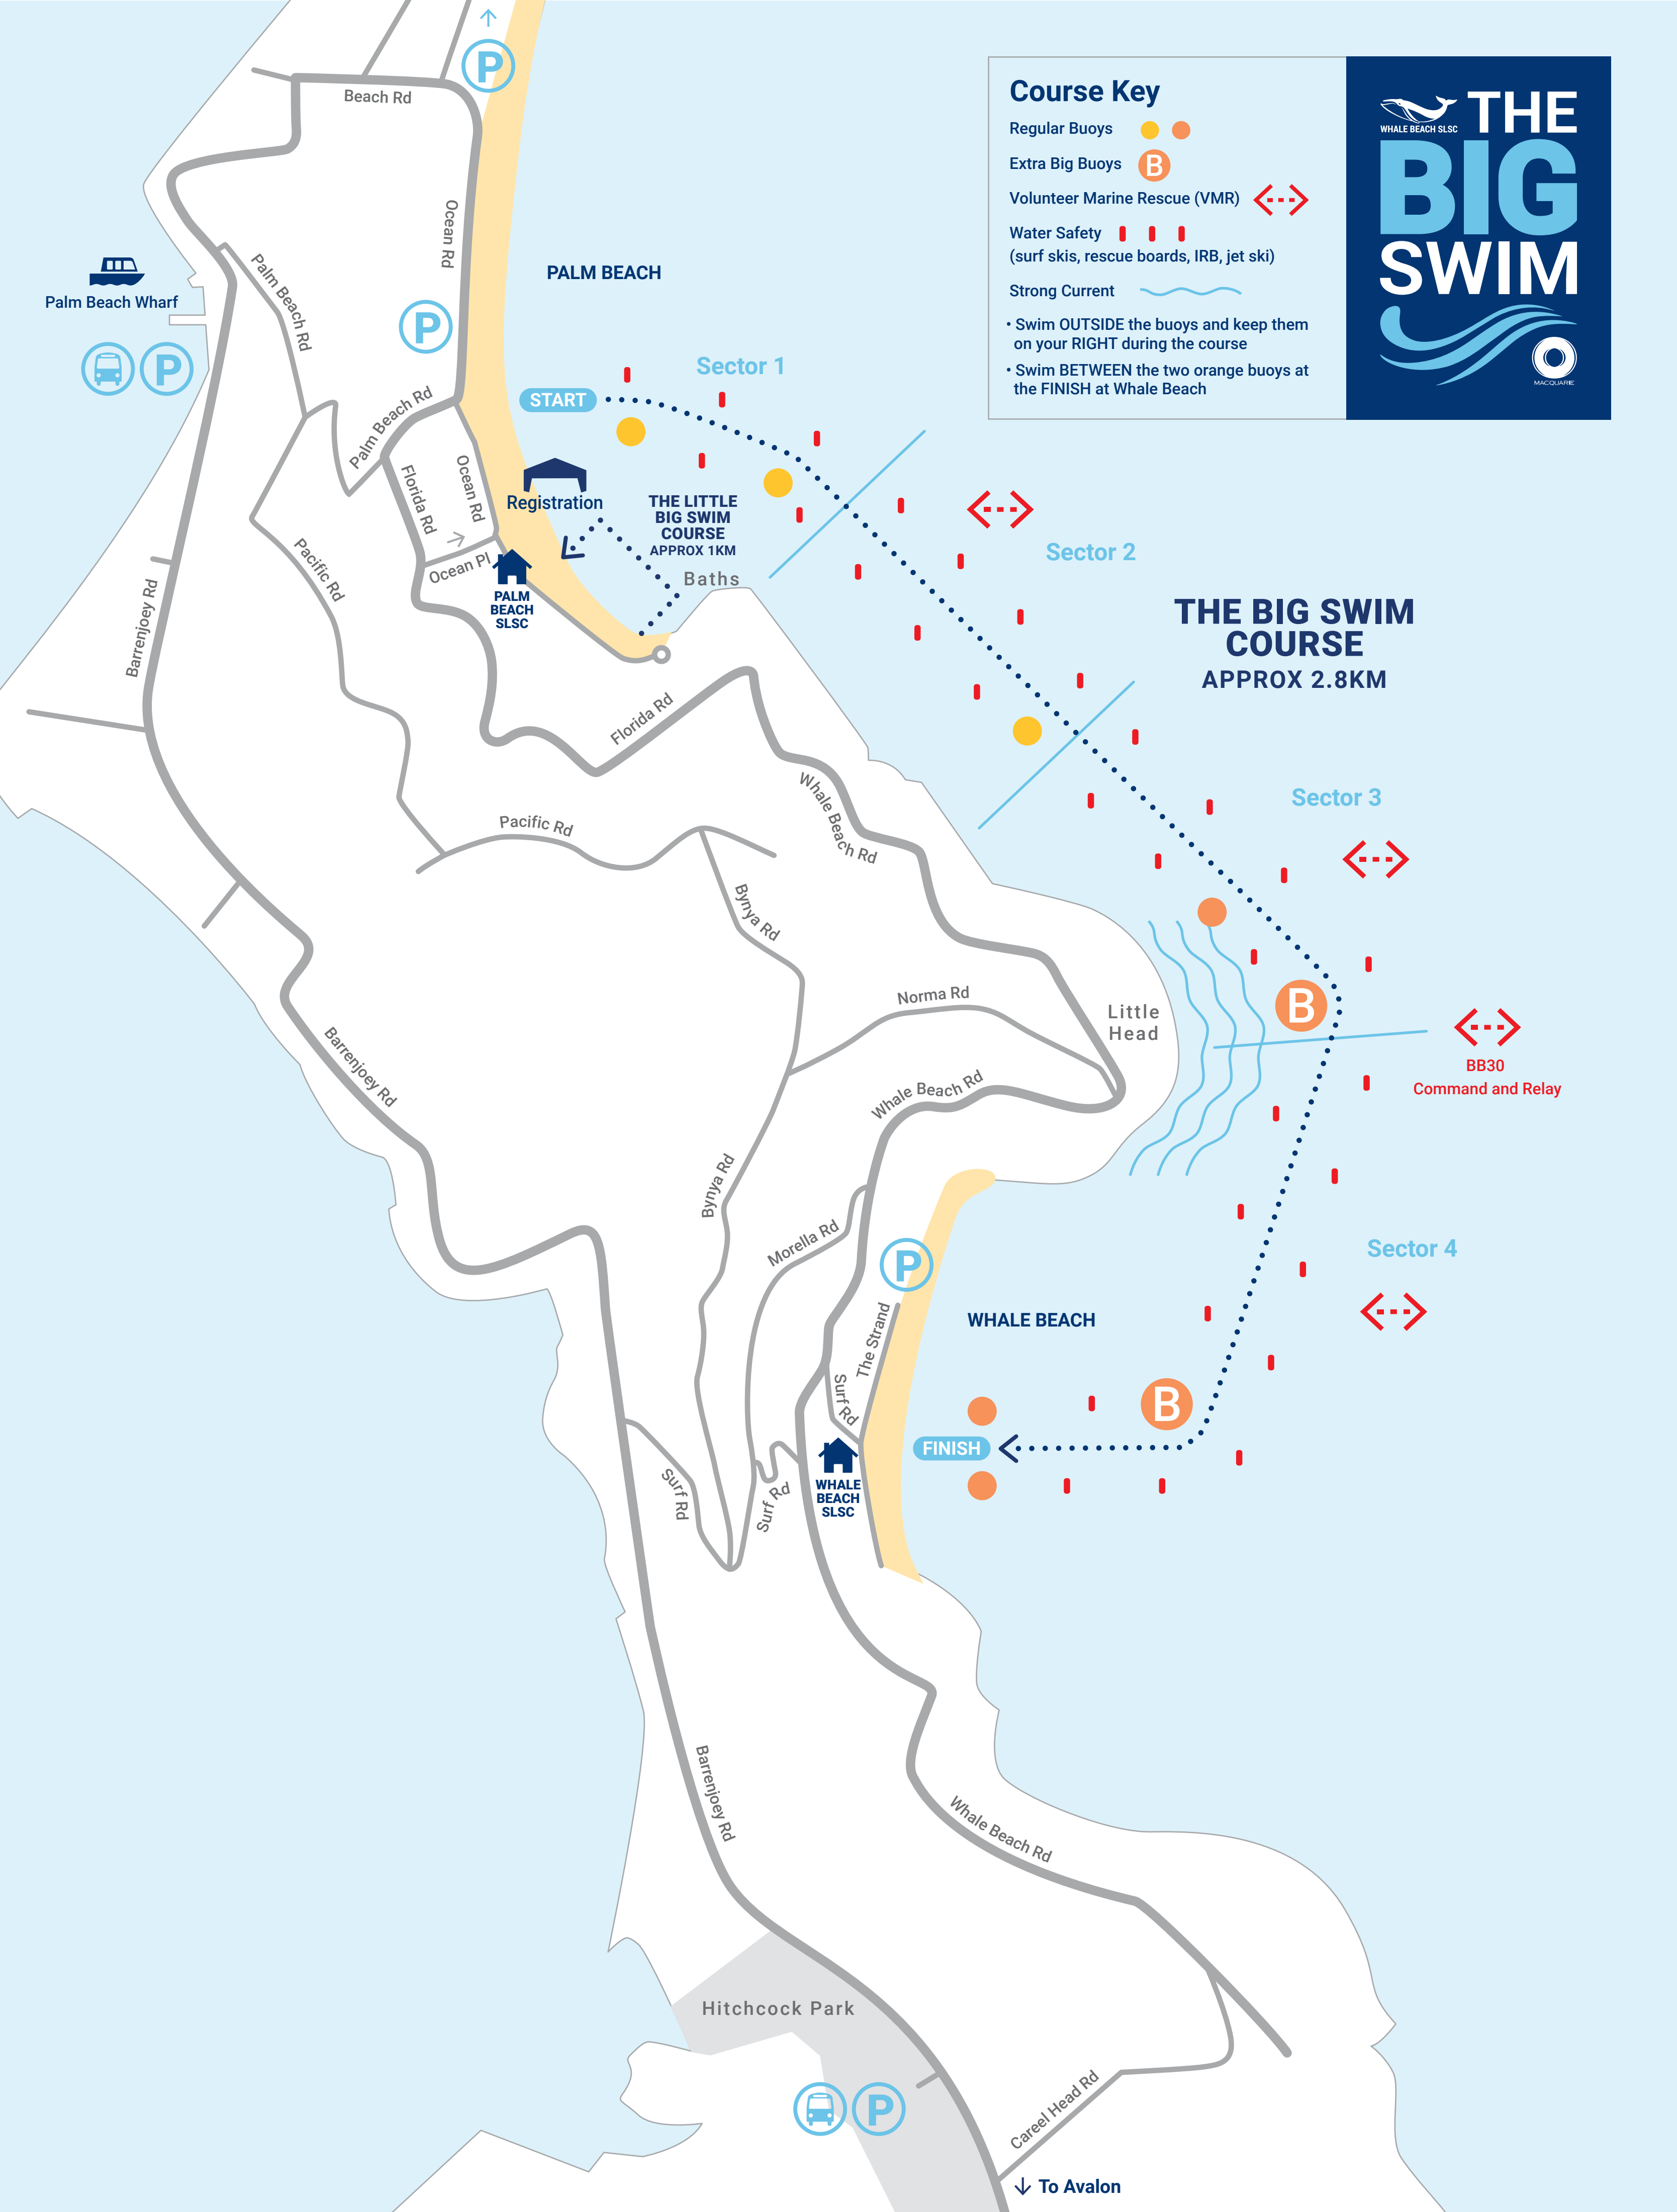 Course Key
Regular Buoys
Extra Big Buoys
B
Volunteer Marine Rescue (VMR)
Water Safety
(surf skis, rescue boards, IRB, jet ski)
Strong Current
• Swim OUTSIDE the buoys and keep them
on your RIGHT during the course
• Swim BETWEEN the two orange buoys at
the FINISH at Whale Beach
WHALE BEACH SLSC
THE
BIG
SWIM
MACQUARIE
P
Beach Rd
Ocean Rd
PALM BEACH
Palm Beach Wharf
P
Palm Beach Rd
P
Sector 1
START
Palm Beach Rd
Florida Rd
Ocean Rd
Registration
THE LITTLE
BIG SWIM
COURSE
APPROX 1KM
Baths
Ocean Pl
PALM
BEACH
SLSC
Sector 2
THE BIG SWIM
COURSE
APPROX 2.8KM
Pacific Rd
Barrenjoey Rd
Florida Rd
Whale Beach Rd
Pacific Rd
Sector 3
Bynya Rd
Norma Rd
Little
Head
B
BB30
Command and Relay
Barrenjoey Rd
Whale Beach Rd
Bynya Rd
Morella Rd
P
Sector 4
WHALE BEACH
The Strand
Surf Rd
B
FINISH
WHALE
BEACH
SLSC
Surf Rd
Surf Rd
Barrenjoey Rd
Whale Beach Rd
Hitchcock Park
P
Careel Head Rd
To Avalon